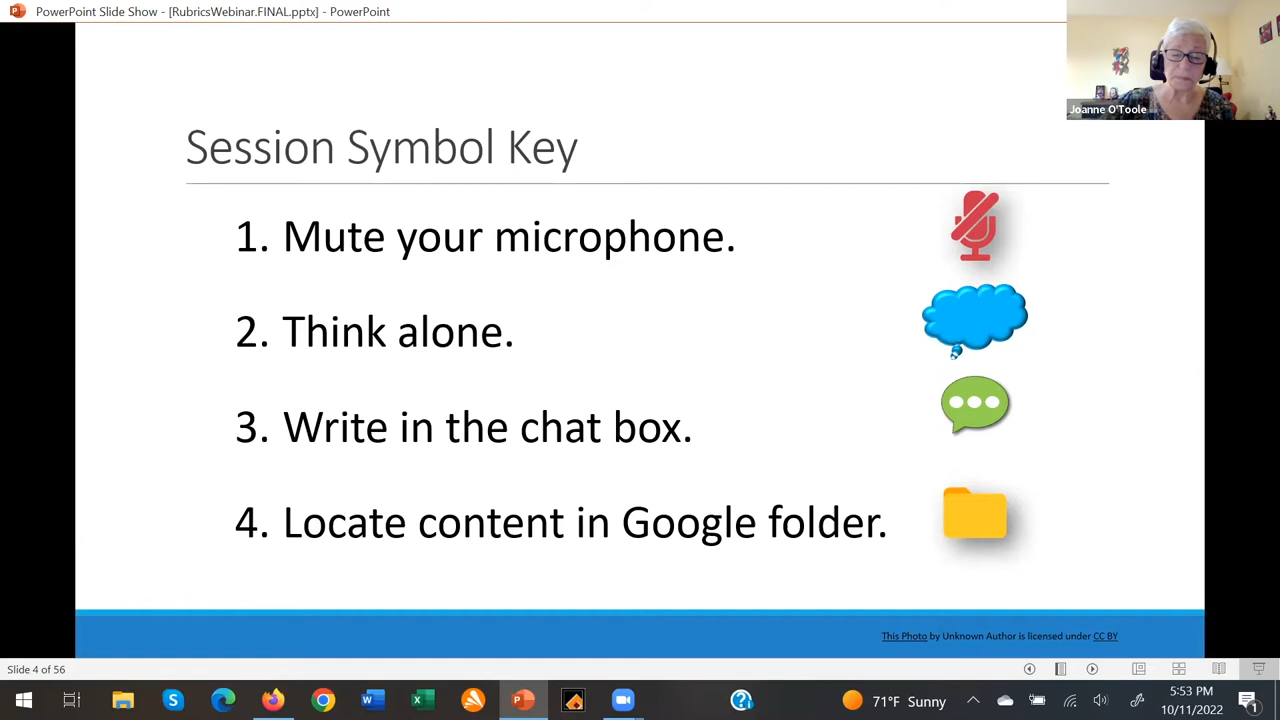 PowerPoint Slide Show - [RubricsWebinar.FINAL.pptx] - PowerPoint
Joanne O'Toole
Session Symbol Key
1. Mute your microphone.
2. Think alone.
3. Write in the chat box.
4. Locate content in Google folder.
This Photo by Unknown Author is licensed under CC BY
Slide 4 of 56
71°F Sunny
5:53 PM
10/11/2022
1